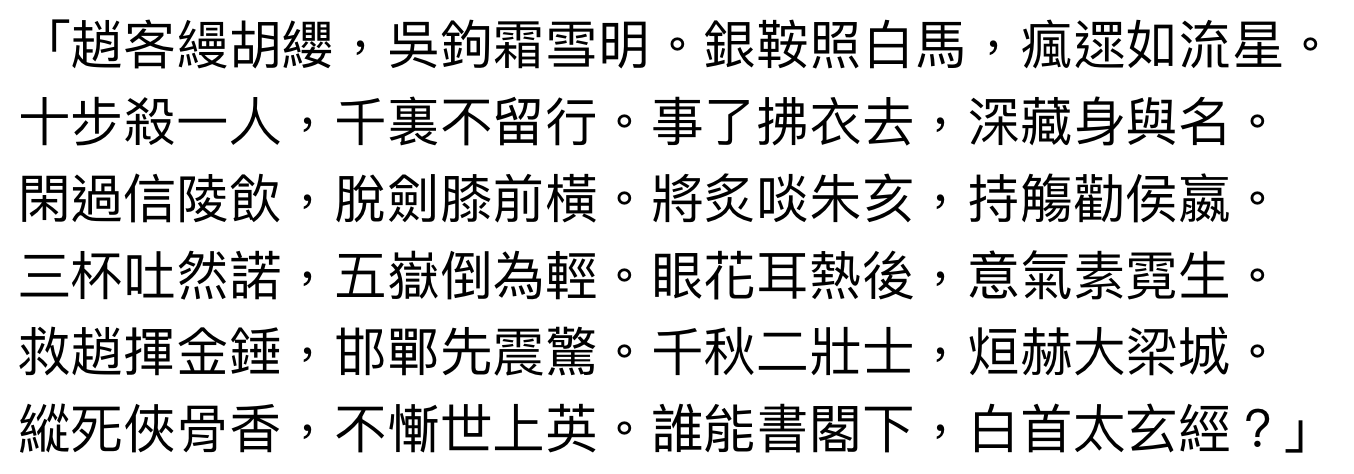 「趙客縵胡纓，吳鉤霜雪明。銀鞍照白馬，瘋遝如流星。
十步殺一人，千裏不留行。事了拂衣去，深藏身與名。
閑過信陵飲，脫劍膝前橫。將炙啖朱亥，持觴勸侯嬴。
三杯吐然諾，五嶽倒為輕。眼花耳熱後，意氣素霓生。
救趙揮金錘，邯鄲先震驚。千秋二壯士，烜赫大梁城。
縱死俠骨香，不慚世上英。誰能書閣下，白首太玄經？」